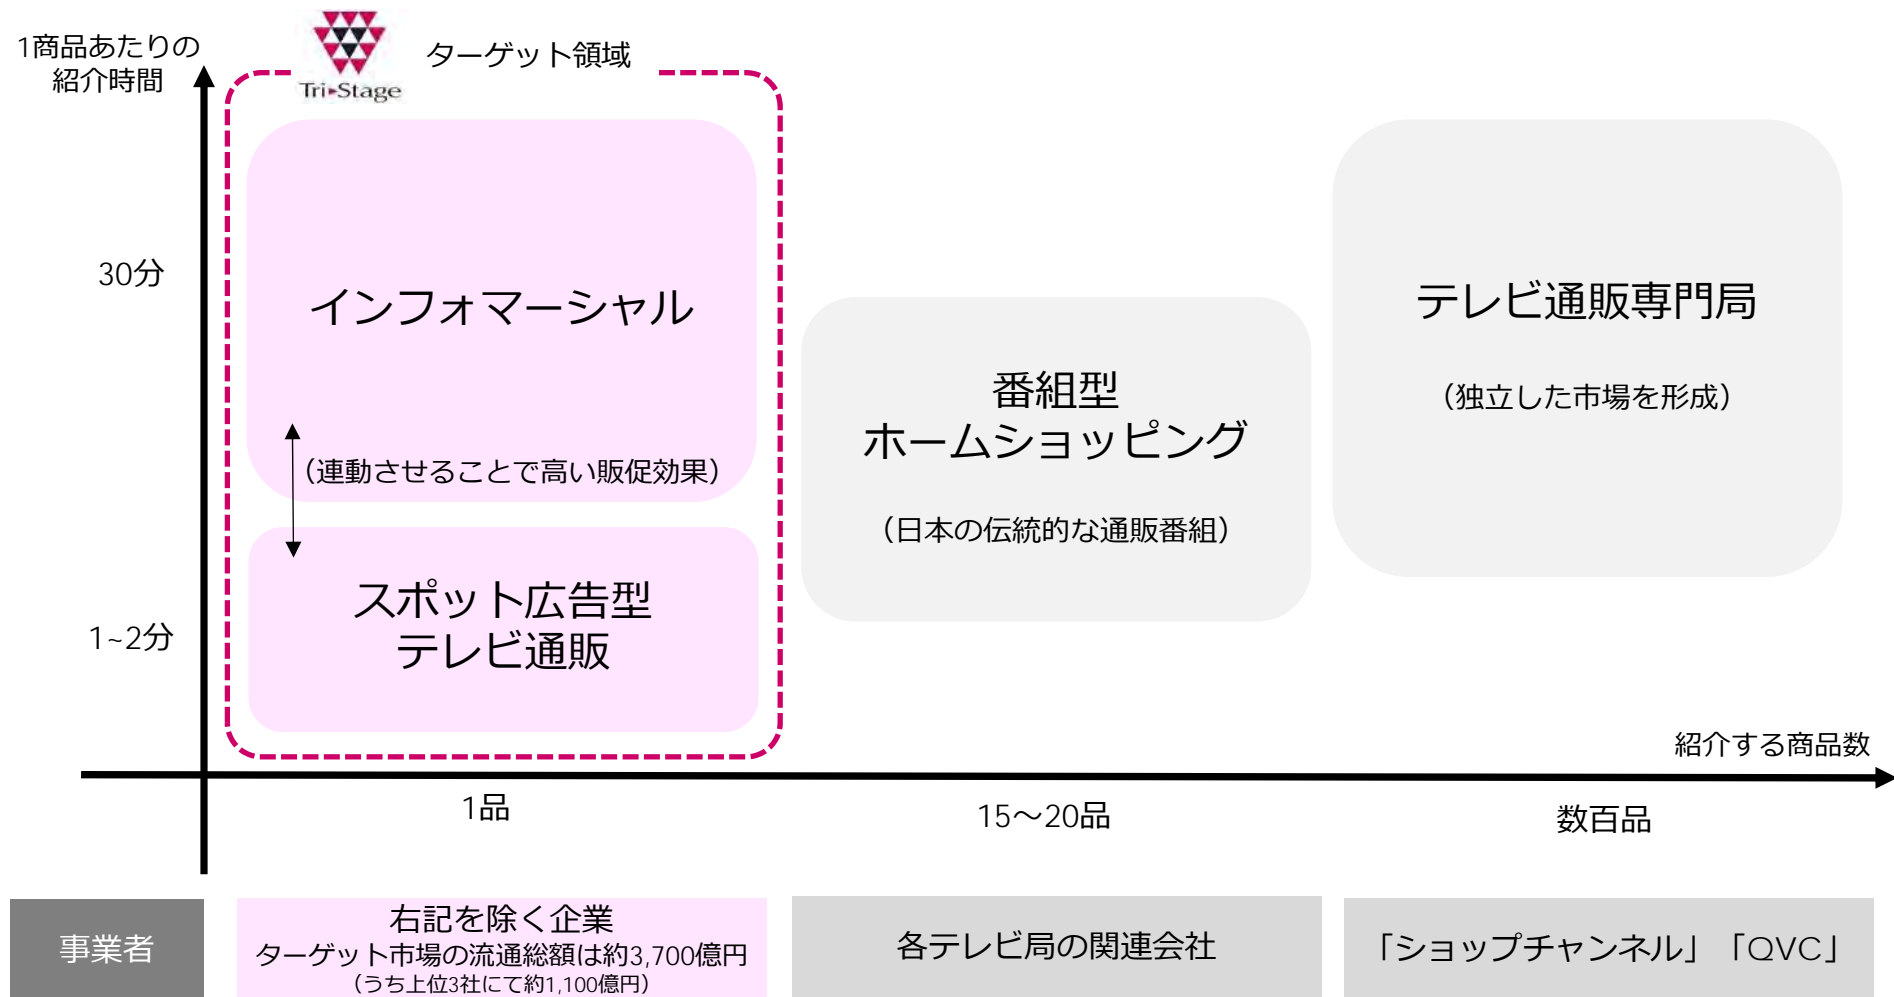 1商品あたりの
紹介時間
Tri▸Stage
ターゲット領域
インフォマーシャル
(連動させることで高い販促効果)
スポット広告型
テレビ通販
番組型
ホームショッピング
(日本の伝統的な通販番組)
テレビ通販専門局
(独立した市場を形成)
30分
1~2分
紹介する商品数
1品
15～20品
数百品
事業者
右記を除く企業
ターゲット市場の流通総額は約3,700億円
(うち上位3社にて約1,100億円)
各テレビ局の関連会社
「ショップチャンネル」「QVC」